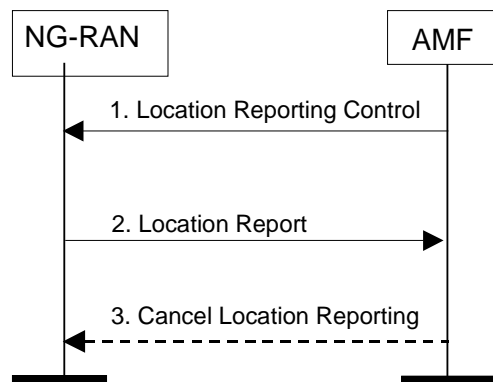 NG-RAN
AMF
1. Location Reporting Control
2. Location Report
3. Cancel Location Reporting